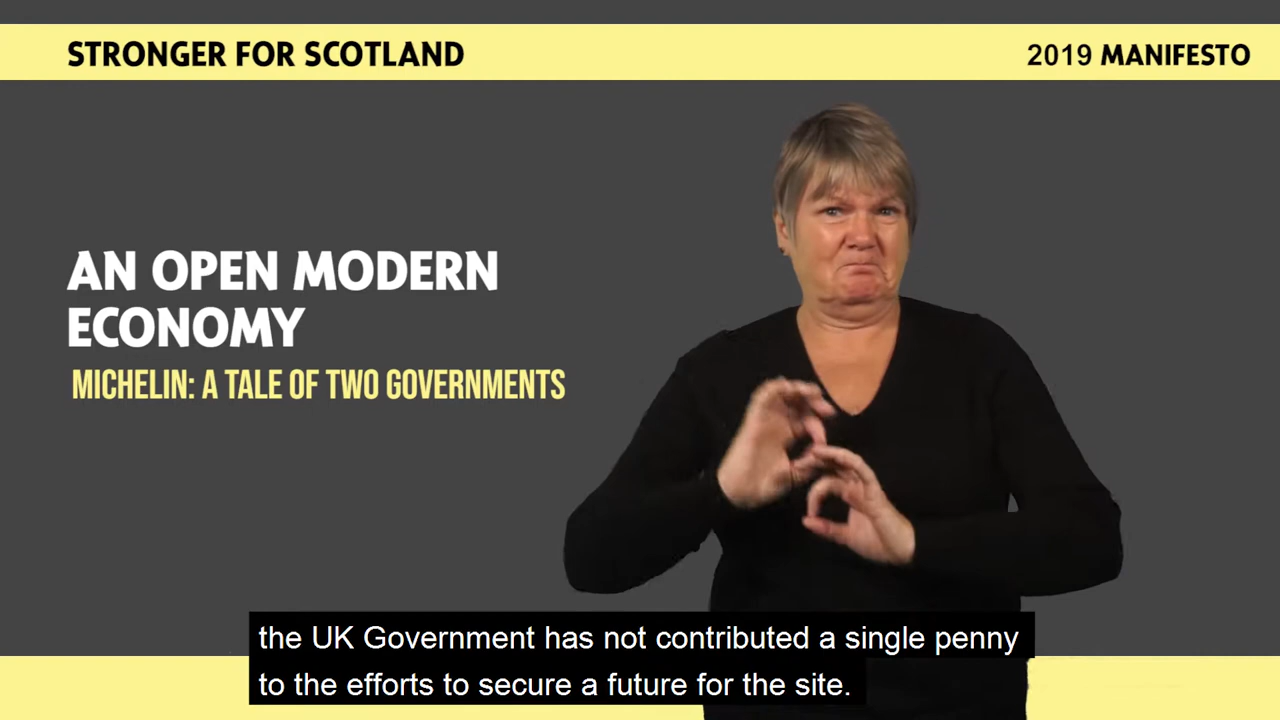 STRONGER FOR SCOTLAND
2019 MANIFESTO
AN OPEN MODERN
ECONOMY
MICHELIN: A TALE OF TWO GOVERNMENTS
the UK Government has not contributed a single penny
to the efforts to secure a future for the site.